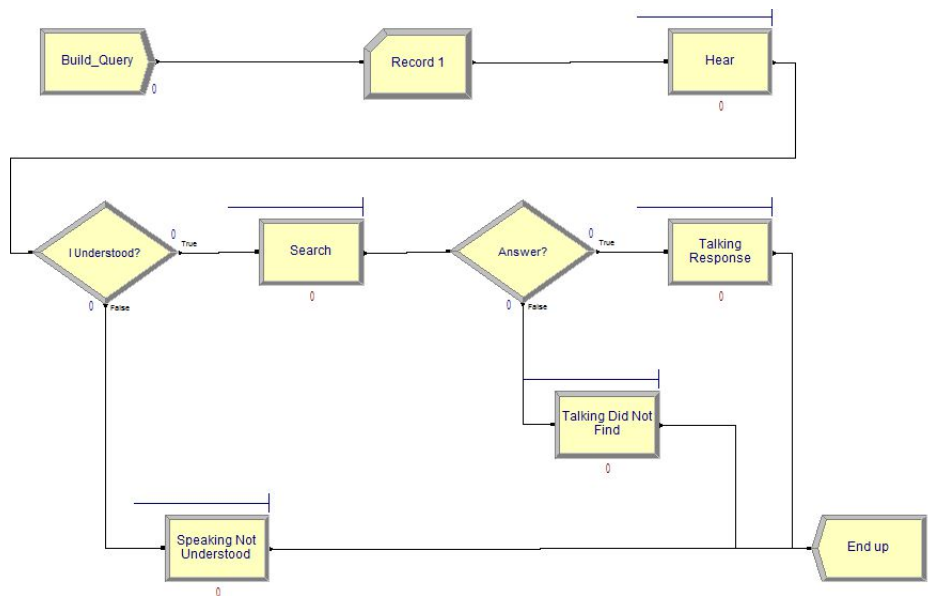 Build_Query
0
Record 1
Hear
0
I Understood?
0
True
0
False
Search
0
Answer?
0
True
0
False
Talking
Response
0
Talking Did Not
Find
0
Speaking Not
Understood
0
End up